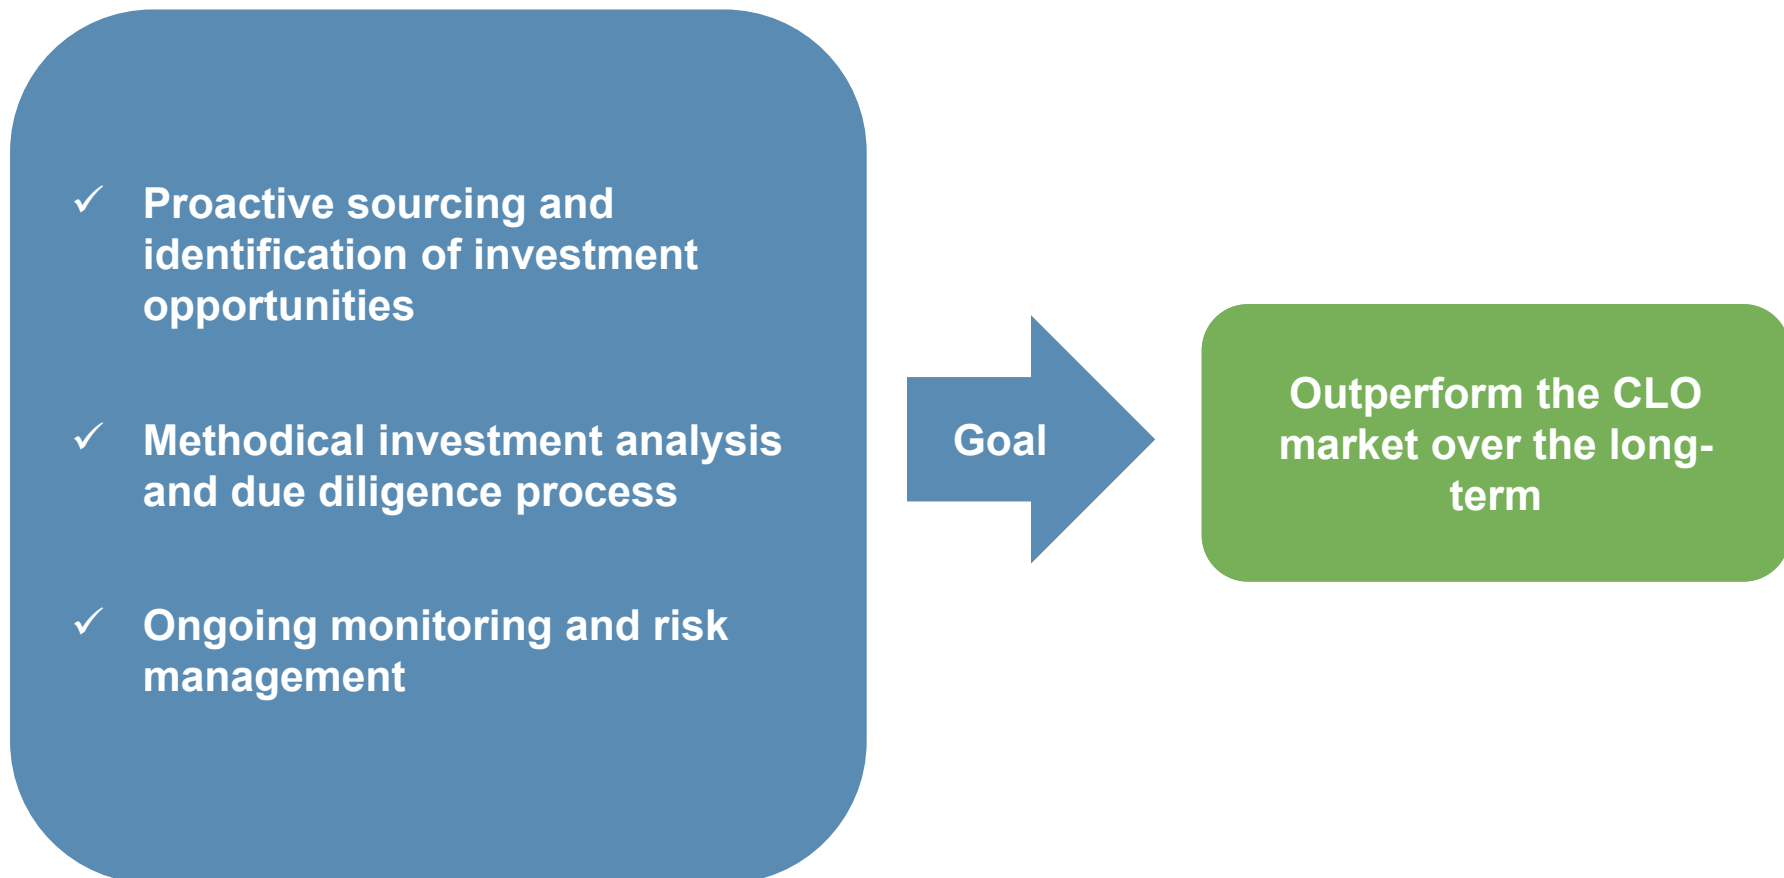 ✓ Proactive sourcing and
identification of investment
opportunities
✓ Methodical investment analysis
and due diligence process
✓ Ongoing monitoring and risk
management
Goal
Outperform the CLO
market over the long-
term